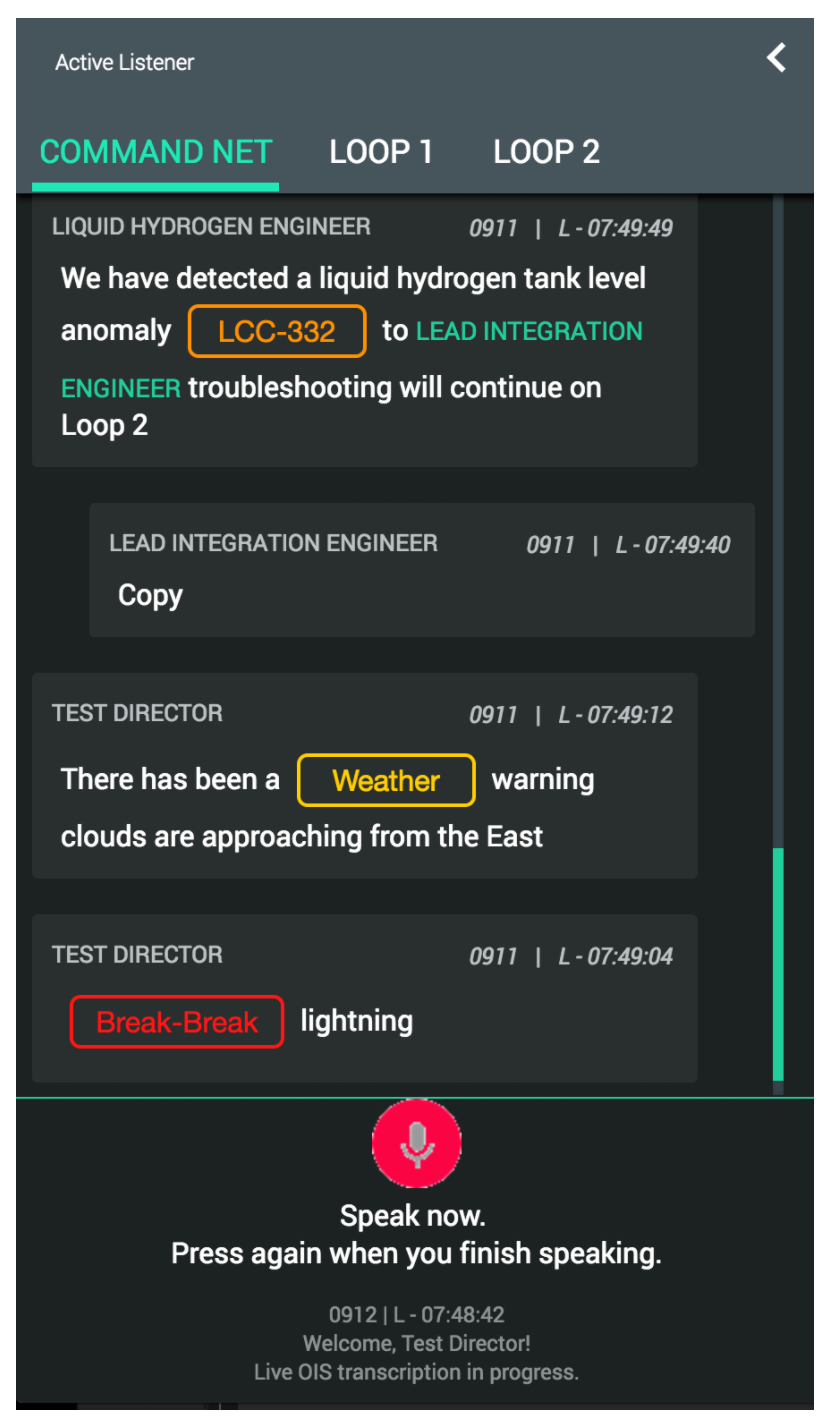 Active Listener
COMMAND NET LOOP 1 LOOP 2
LIQUID HYDROGEN ENGINEER 0911 | L - 07:49:49
We have detected a liquid hydrogen tank level
anomaly LCC-332 to LEAD INTEGRATION
ENGINEER troubleshooting will continue on
Loop 2
LEAD INTEGRATION ENGINEER 0911 | L - 07:49:40
Copy
TEST DIRECTOR 0911 | L - 07:49:12
There has been a Weather warning
clouds are approaching from the East
TEST DIRECTOR 0911 | L - 07:49:04
Break-Break lightning
Speak now.
Press again when you finish speaking.
0912 | L - 07:48:42
Welcome, Test Director!
Live OIS transcription in progress.